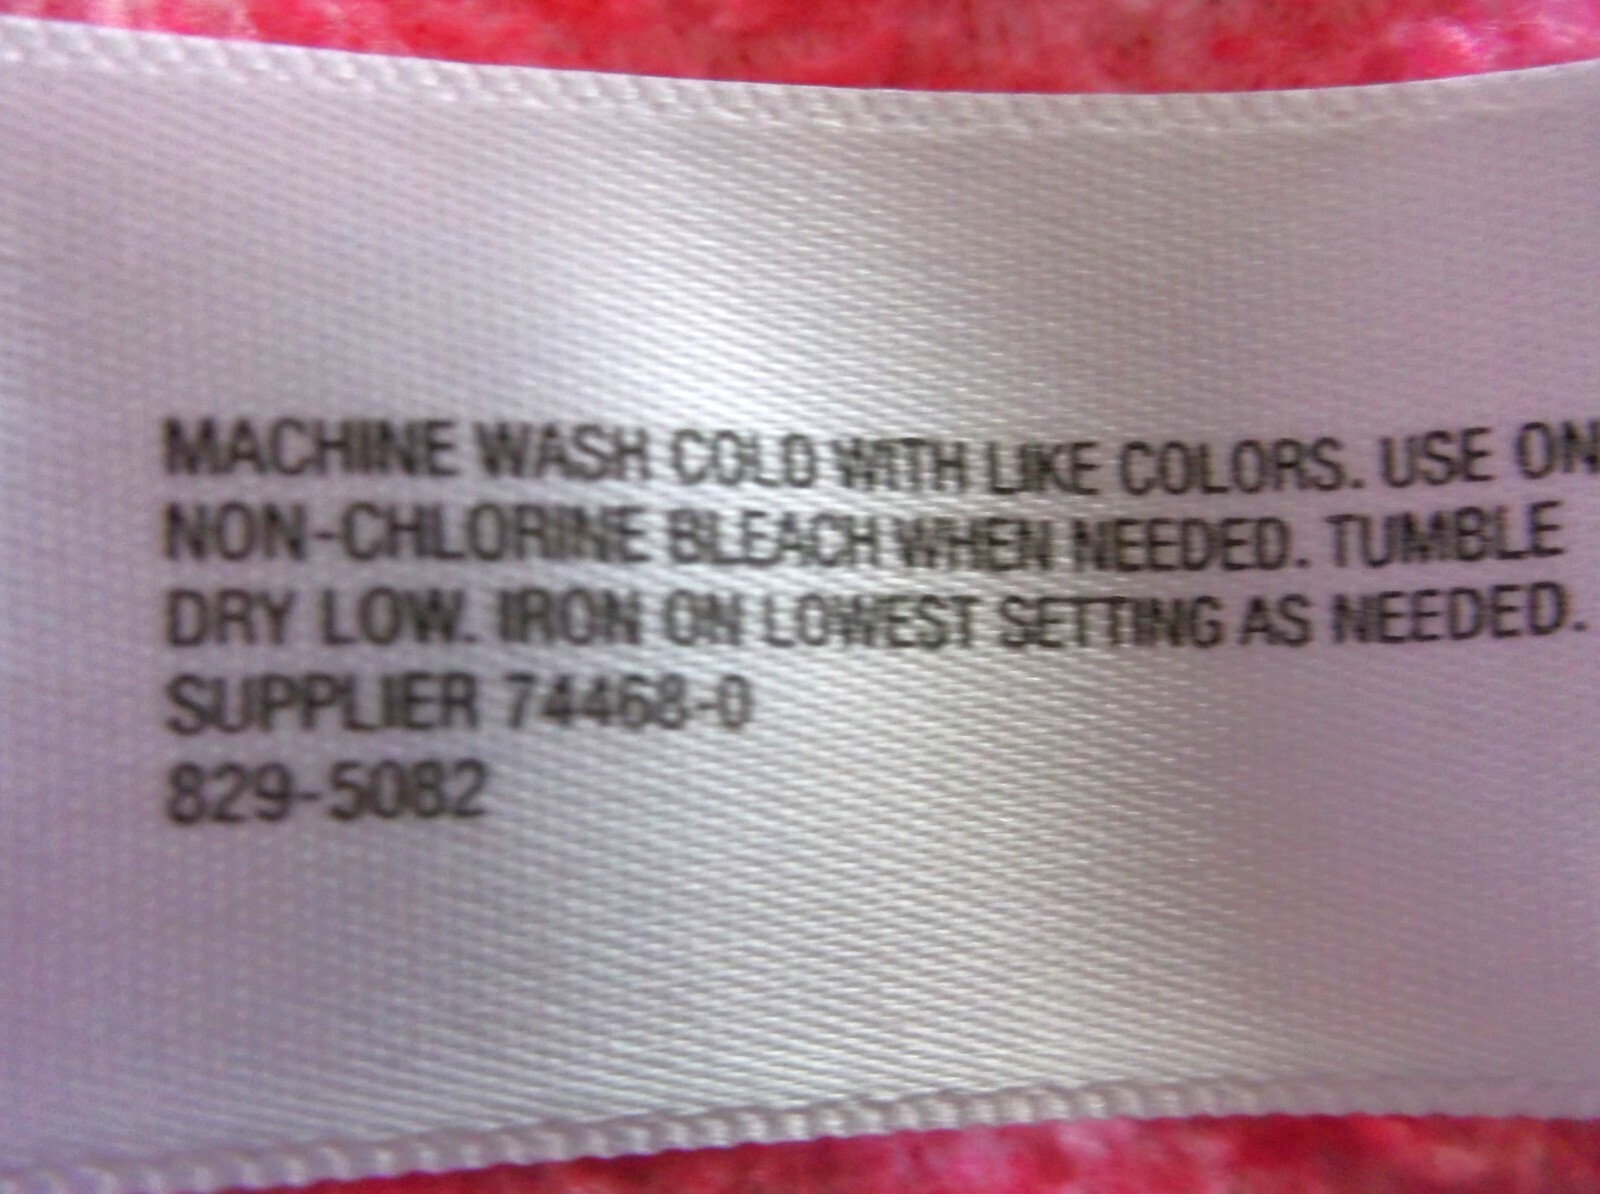 MACHINE WASH COLD WITH LIKE COLORS. USE ON
NON-CHLORINE BLEACH WHEN NEEDED. TUMBLE
DRY LOW. IRON ON LOWEST SETTING AS NEEDED.
SUPPLIER 74468-0
829-5082